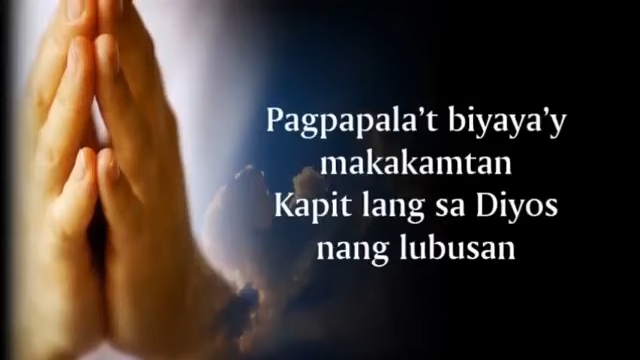 Pagpapala’t biyaya’y
makakamtan
Kapit lang sa Diyos
nang lubusan